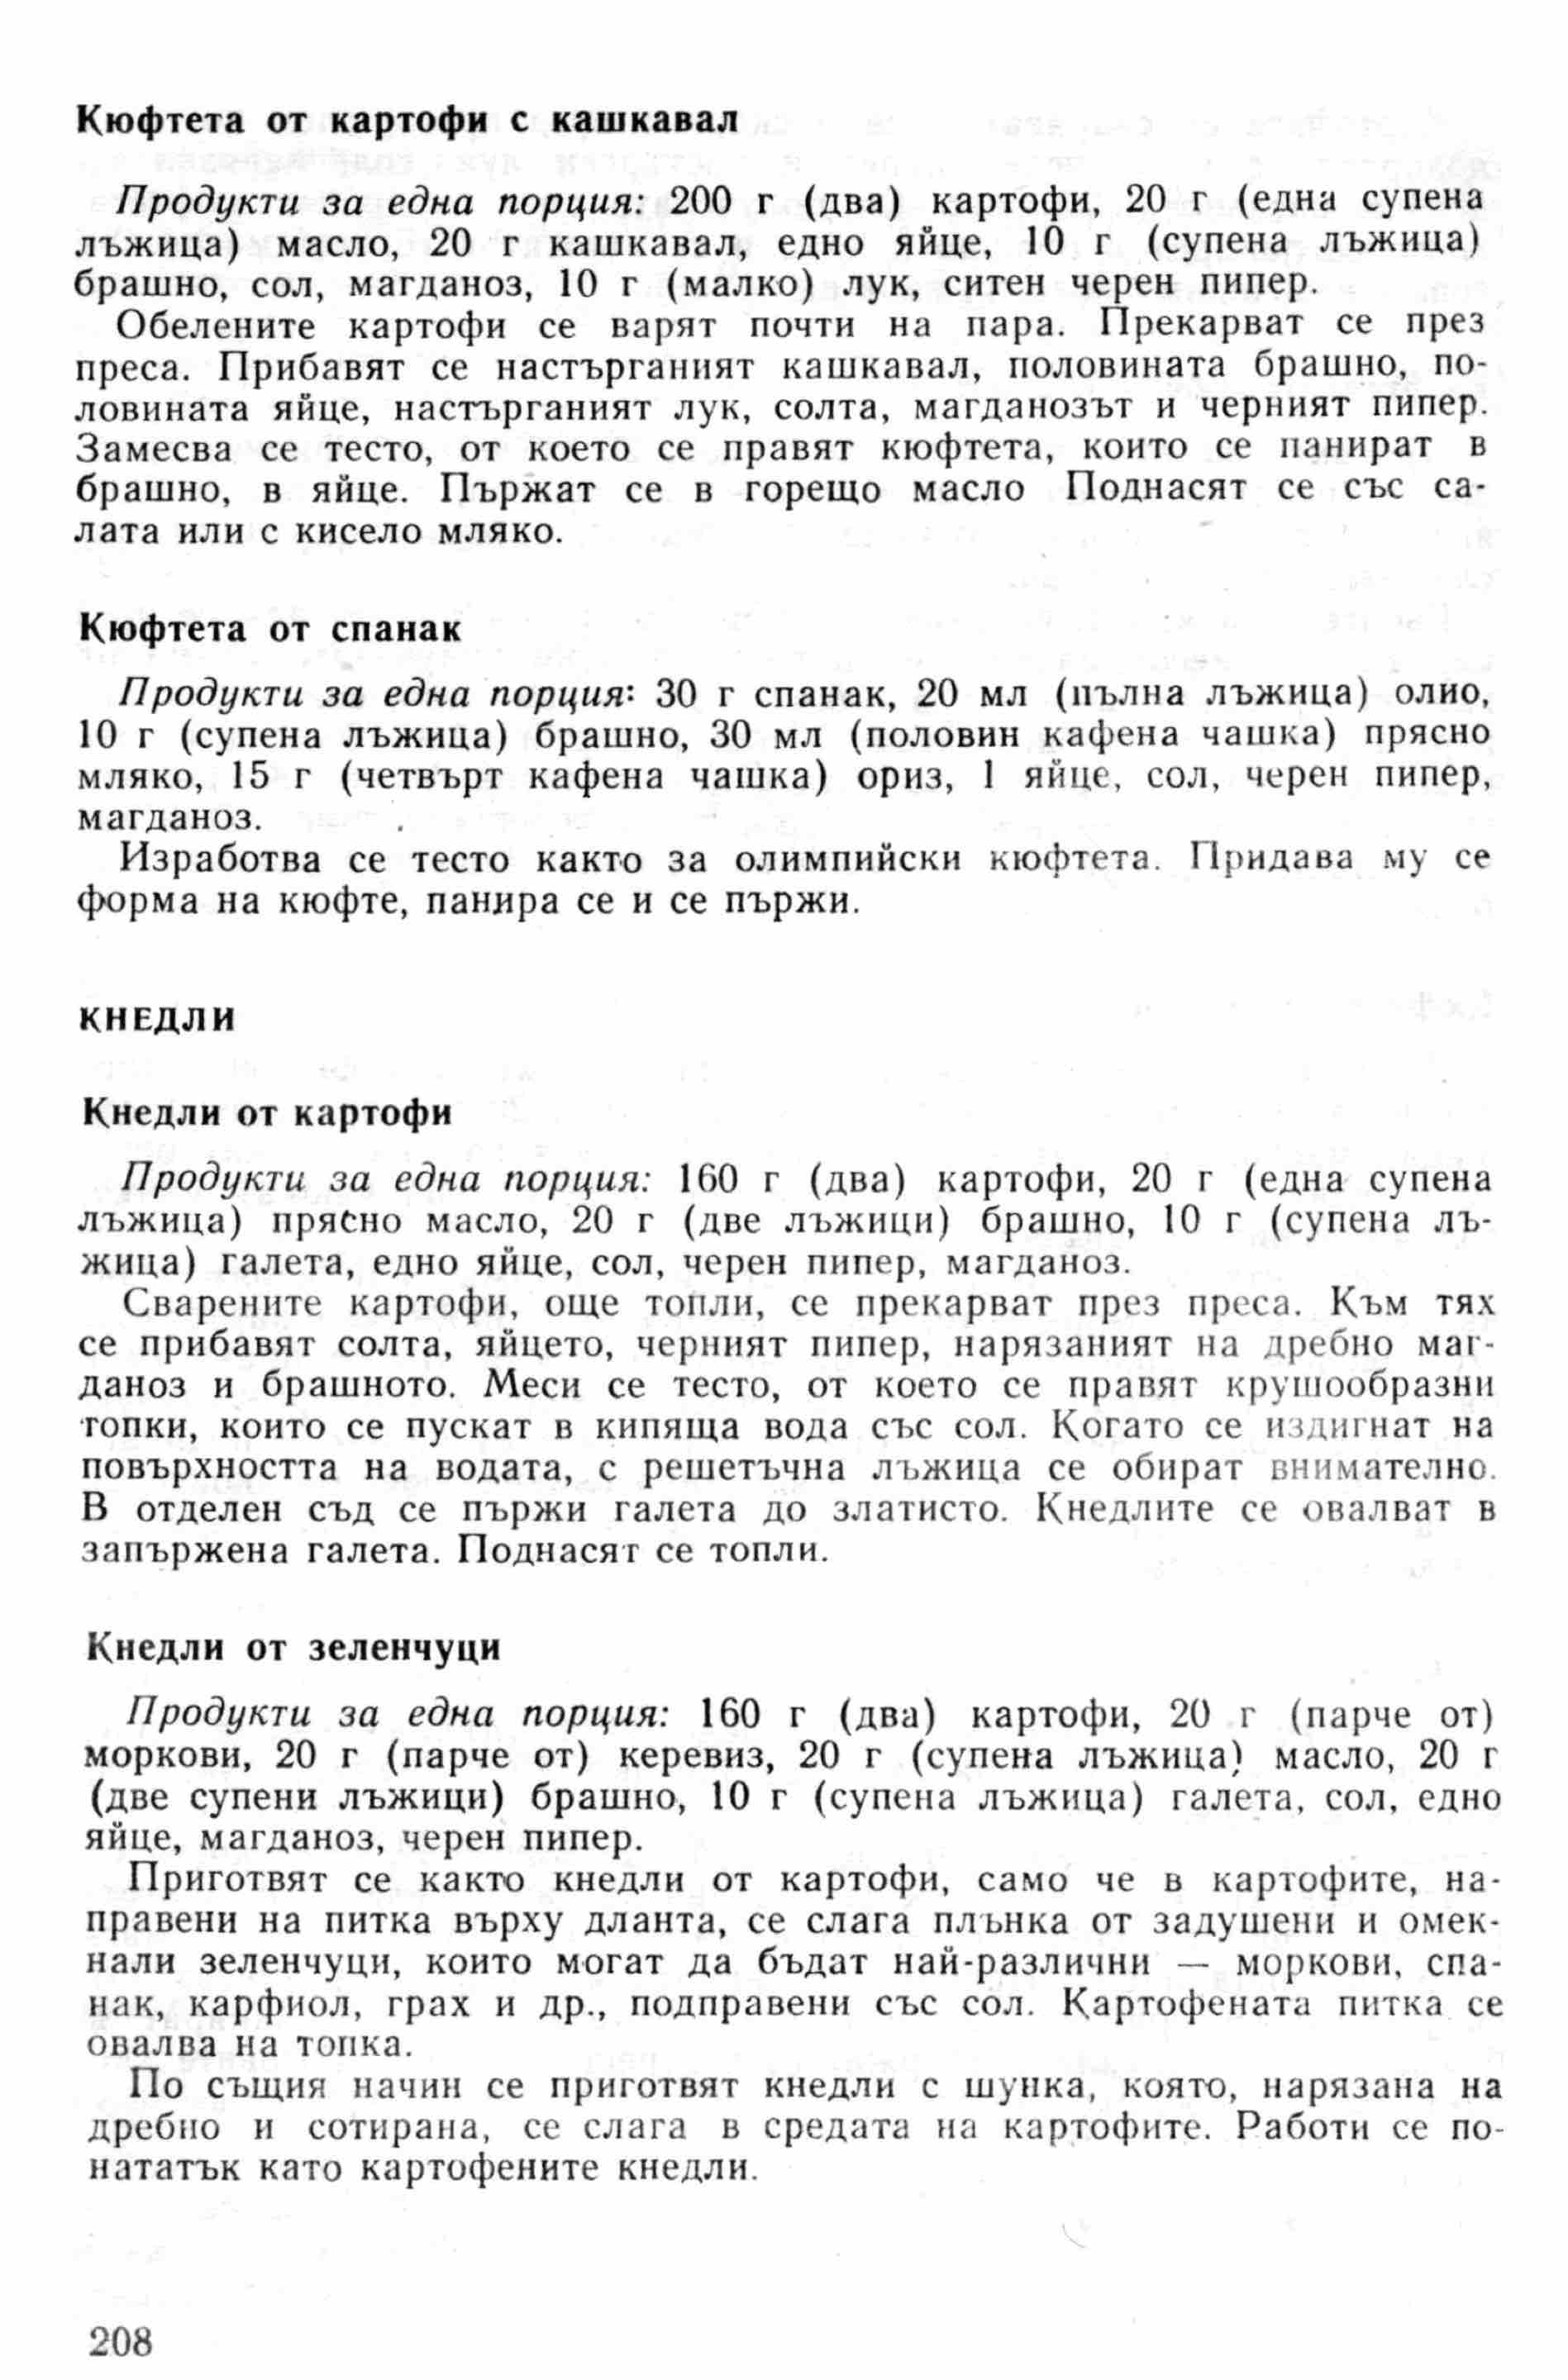 Кюфтета от картофи с кашкавал
Продукти за една порция: 200 г (два) картофи, 20 г (една супена
лъжица) масло, 20 г кашкавал, едно яйце, 10 г (супена лъжица)
брашно, сол, магданоз, 10 г (малко) лук, ситен черен пипер.
Обелените картофи се варят почти на пара. Прекарват се през
преса. Прибавят се настърганият кашкавал, половината брашно, по-
ловината яйце, настърганият лук, солта, магданозът и черният пипер.
Замесва се тесто, от което се правят кюфтета, които се панират в
брашно, в яйце. Пържат се в горещо масло Поднасят се със са-
лата или с кисело мляко.
Кюфтета от спанак
Продукти за една порция: 30 г спанак, 20 мл (пълна лъжица) олио,
10 г (супена лъжица) брашно, 30 мл (половин кафена чашка) прясно
мляко, 15 г (четвърт кафена чашка) ориз, 1 яйце, сол, черен пипер,
магданоз.
Изработва се тесто както за олимпийски кюфтета. Придава му се
форма на кюфте, панира се и се пържи.
КНЕДЛИ
Кнедли от картофи
Продукти за една порция: 160 г (два) картофи, 20 г (една супена
лъжица) прясно масло, 20 г (две лъжици) брашно, 10 г (супена лъ-
жица) галета, едно яйце, сол, черен пипер, магданоз.
Сварените картофи, още топли, се прекарват през преса. Към тях
се прибавят солта, яйцето, черният пипер, нарязаният на дребно маг-
даноз и брашното. Меси се тесто, от което се правят крушообразни
топки, които се пускат в кипяща вода със сол. Когато се издигнат на
повърхността на водата, с решетъчна лъжица се обират внимателно.
В отделен съд се пържи галета до златисто. Кнедлите се овалват в
запържена галета. Поднасят се топли.
Кнедли от зеленчуци
Продукти за една порция: 160 г (два) картофи, 20 г (парче от)
моркови, 20 г (парче от) керевиз, 20 г (супена лъжица) масло, 20 г
(две супени лъжици) брашно, 10 г (супена лъжица) галета, сол, едно
яйце, магданоз, черен пипер.
Приготвят се както кнедли от картофи, само че в картофите, на-
правени на питка върху дланта, се слага плънка от задушени и омек-
нали зеленчуци, които могат да бъдат най-различни — моркови, спа-
нак, карфиол, грах и др., подправени със сол. Картофената питка се
овалва на топка.
По същия начин се приготвят кнедли с шунка, която, нарязана на
дребно и сотирана, се слага в средата на картофите. Работи се по-
нататък като картофените кнедли.
208